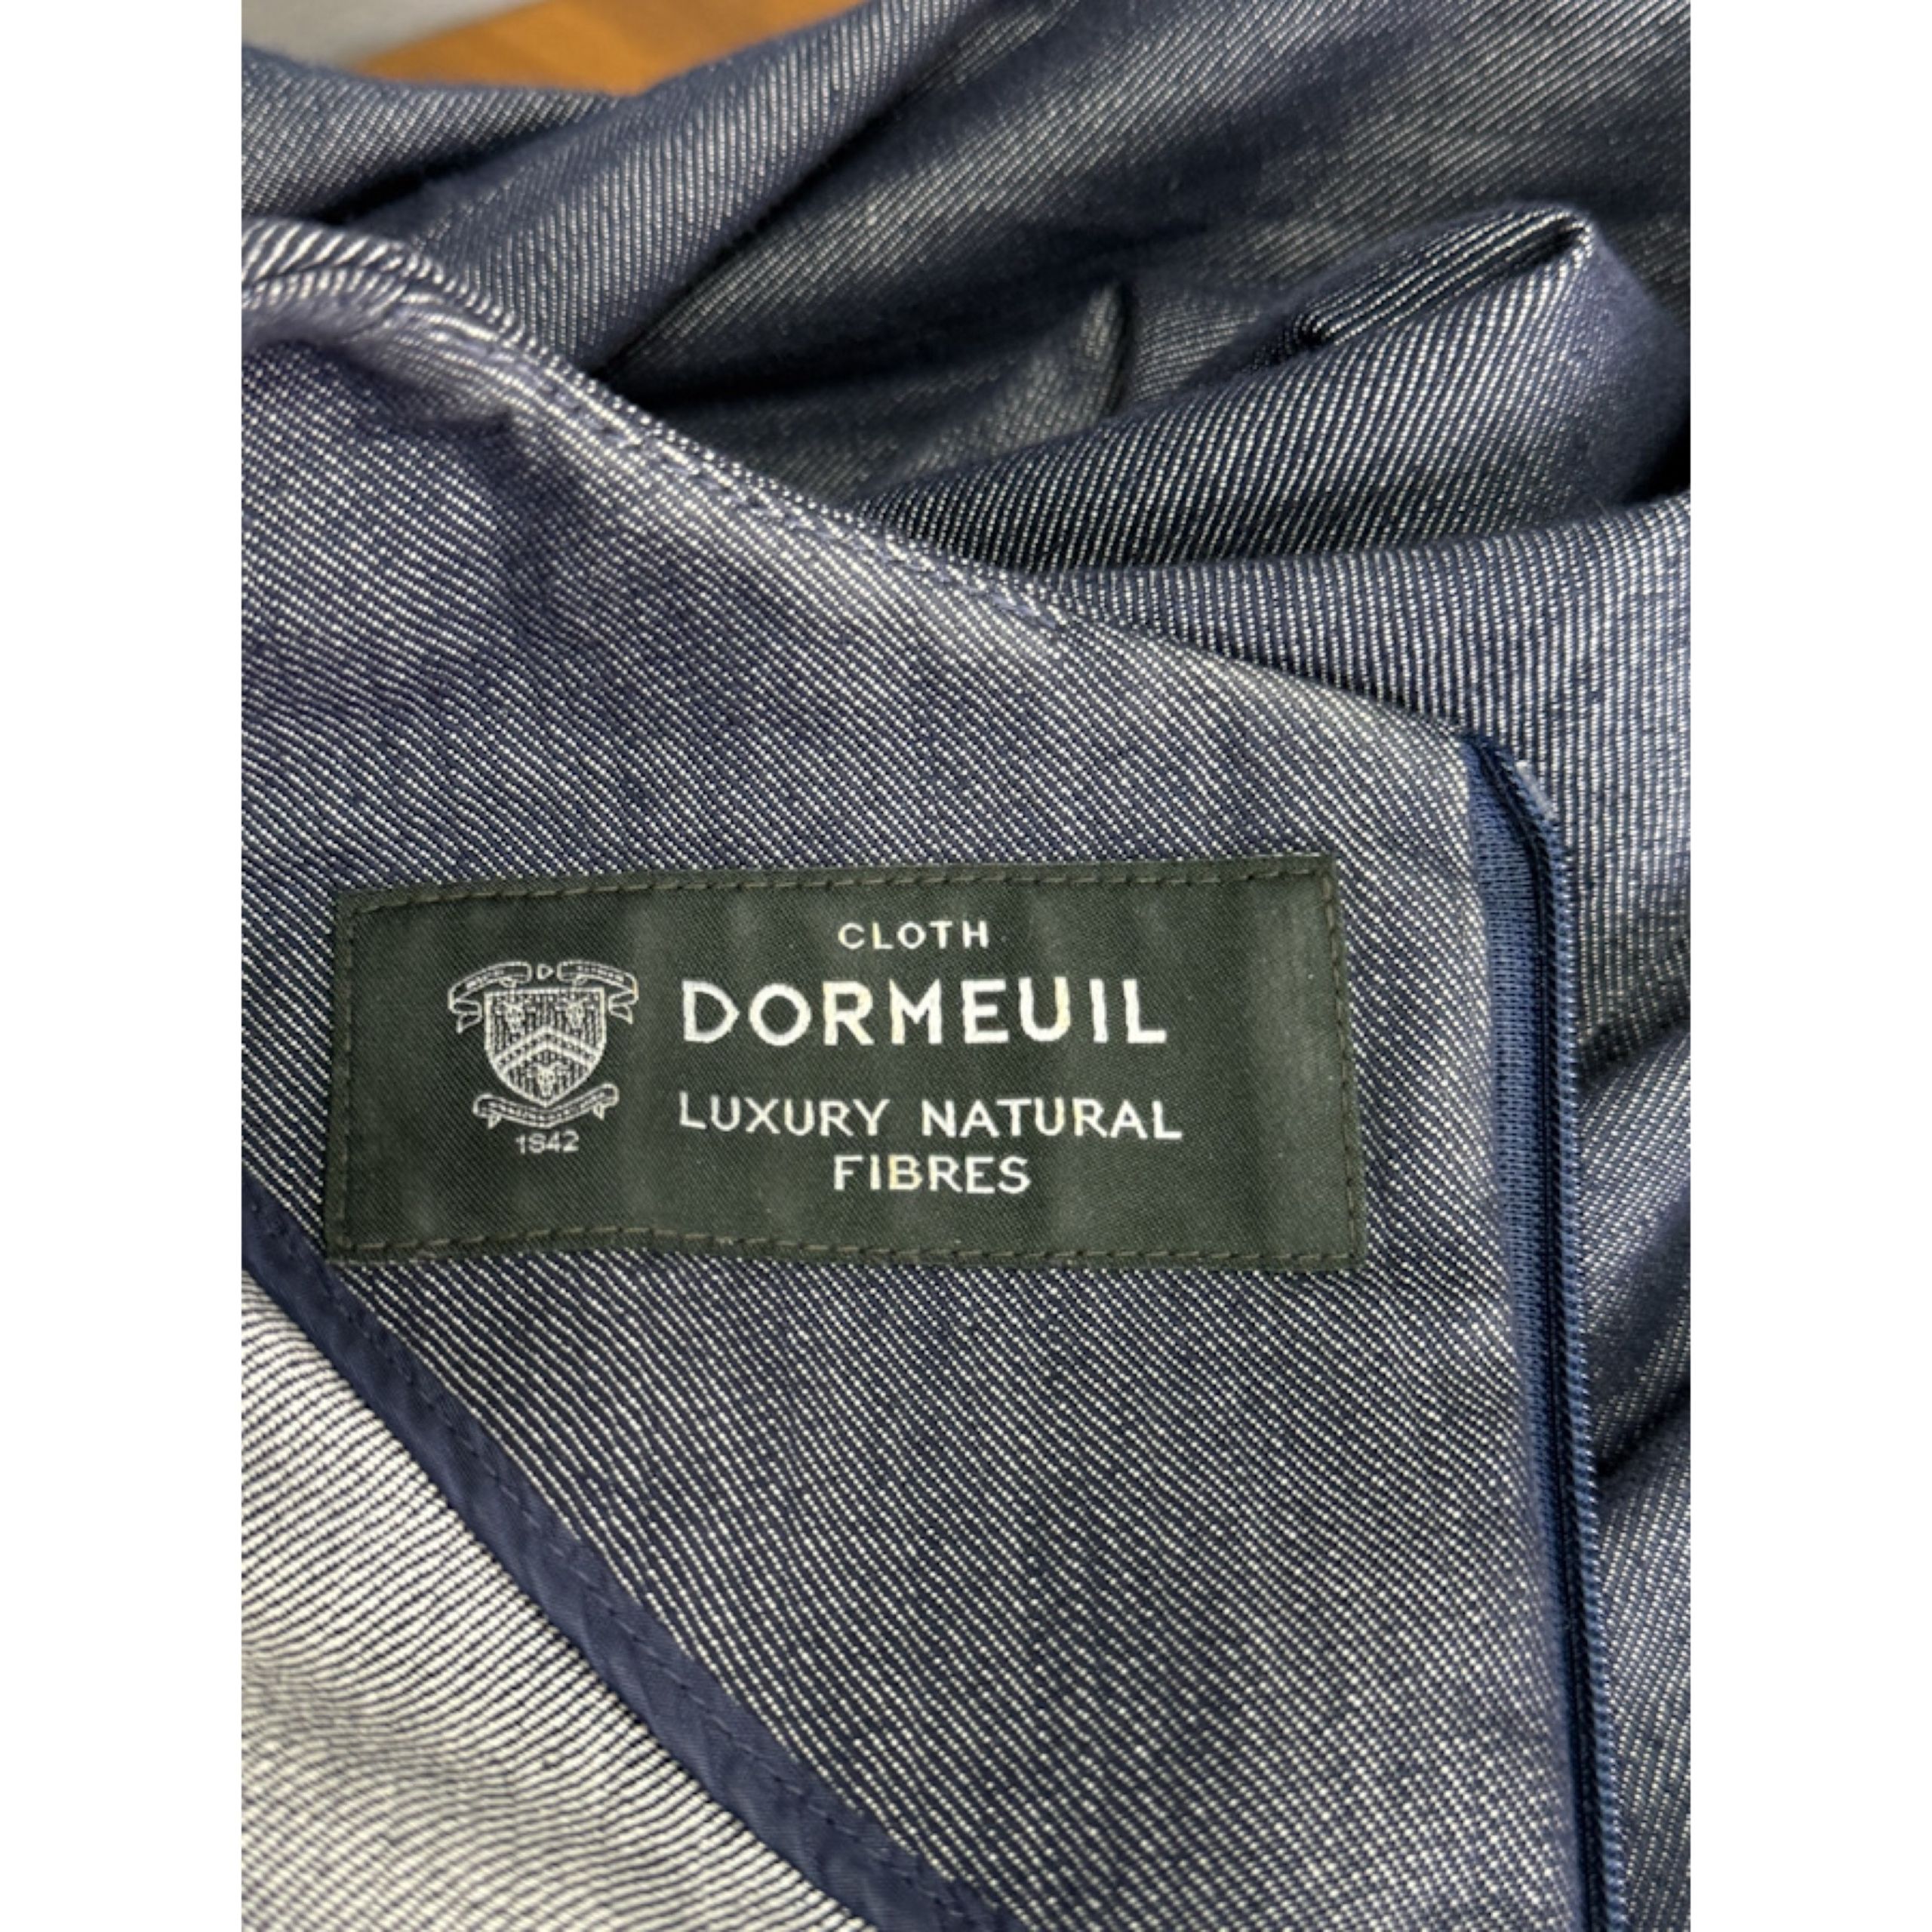 CLOTH
DORMEUIL
LUXURY NATURAL
FIBRES
1842